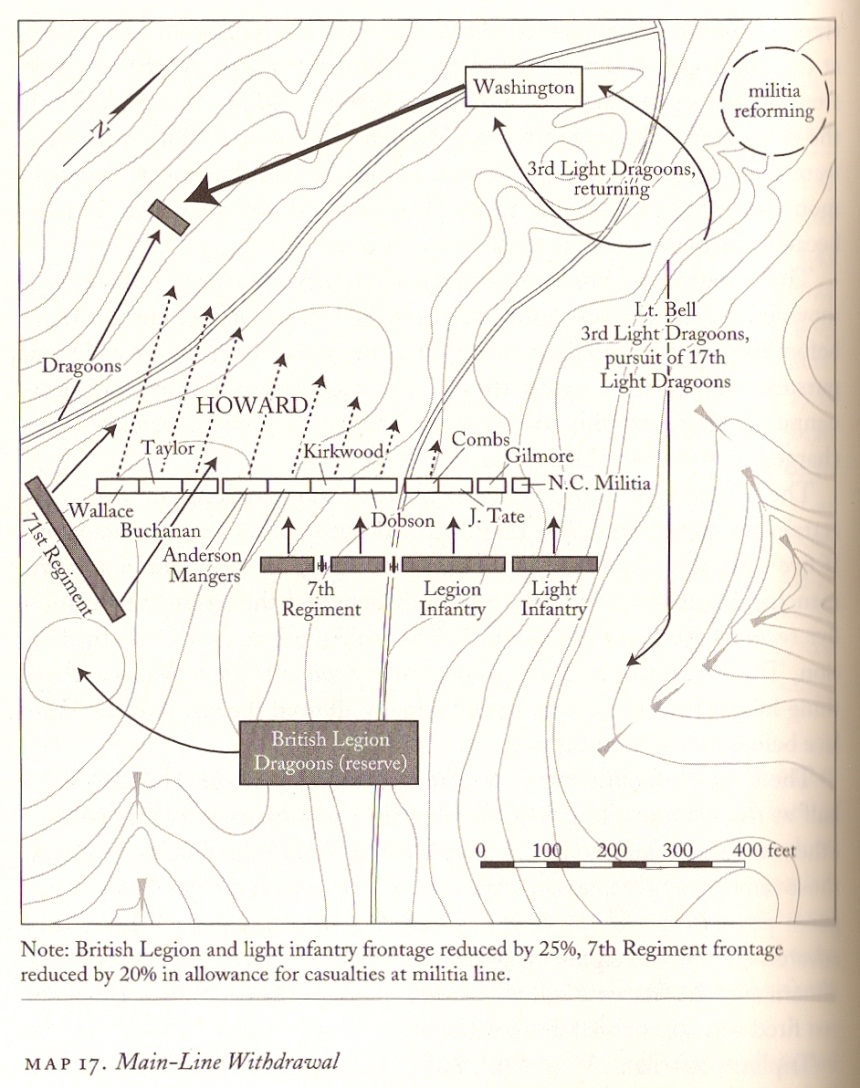 Washington
militia
reforming
N
3rd Light Dragoons,
returning
Lt. Bell
3rd Light Dragoons,
pursuit of 17th
Light Dragoons
Dragoons
HOWARD
Taylor
Kirkwood
Combs
Gilmore
N.C. Militia
Wallace
Buchanan
Anderson
Mangers
Dobson
J. Tate
71st Regiment
7th
Regiment
Legion
Infantry
Light
Infantry
British Legion
Dragoons (reserve)
0 100 200 300 400 feet
Note: British Legion and light infantry frontage reduced by 25%, 7th Regiment frontage
reduced by 20% in allowance for casualties at militia line.
MAP 17. Main-Line Withdrawal